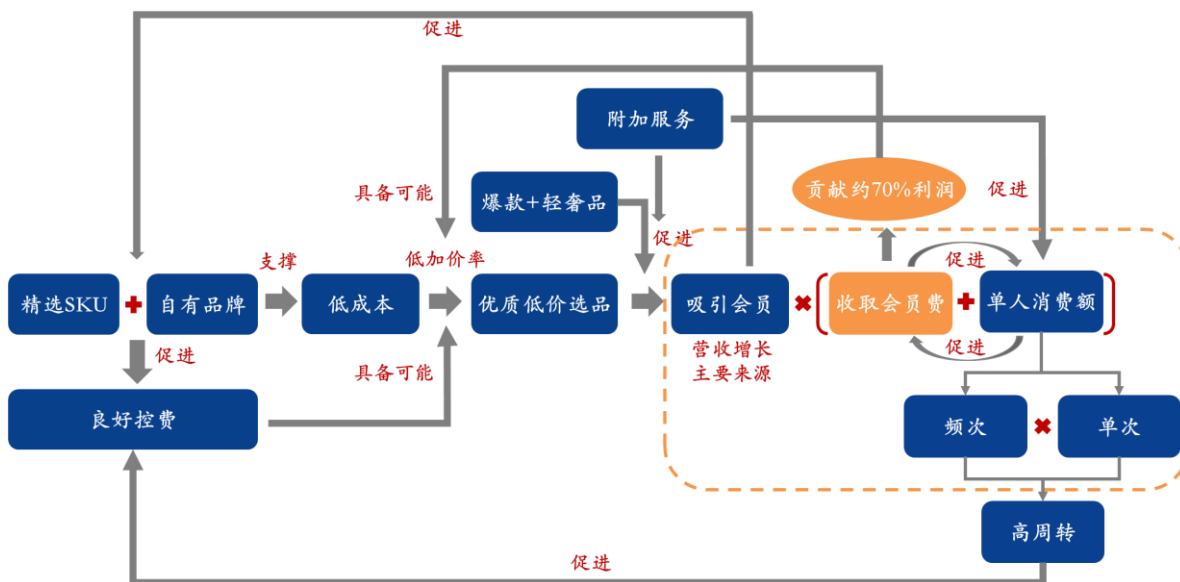 促进
附加服务
具备可能
爆款+轻奢品
贡献约70%利润
促进
促进
支撑
低加价率
促进
精选SKU
自有品牌
低成本
优质低价选品
吸引会员
收取会员费
单人消费额
促进
具备可能
营收增长
主要来源
促进
良好控费
频次
单次
高周转
促进